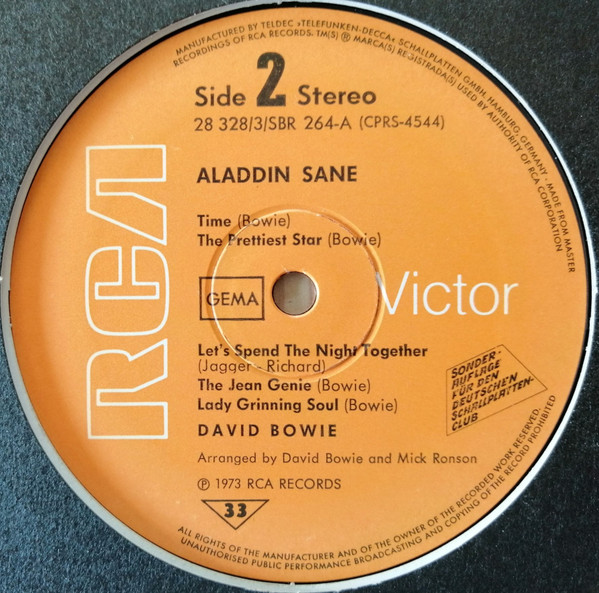 MANUFACTURED BY TELDEC »TELEFUNKEN-DECCA« SCHALLPLATTEN GMBH, HAMBURG, GERMANY · MADE FROM MASTER
RECORDINGS OF RCA RECORDS. TM(S) ® MARCA(S) REGISTRADA(S) USED BY AUTHORITY OF RCA CORPORATION
Side 2 Stereo
28 328/3/SBR 264-A (CPRS-4544)
RCA
ALADDIN SANE
Time (Bowie)
The Prettiest Star (Bowie)
GEMA
Victor
Let's Spend The Night Together
(Jagger - Richard)
The Jean Genie (Bowie)
Lady Grinning Soul (Bowie)
SONDER-
AUFLAGE
FÜR DEN
DEUTSCHEN
SCHALLPLATTEN-
CLUB
DAVID BOWIE
Arranged by David Bowie and Mick Ronson
℗ 1973 RCA RECORDS
33
ALL RIGHTS OF THE MANUFACTURER AND OF THE OWNER OF THE RECORDED WORK RESERVED.
UNAUTHORISED PUBLIC PERFORMANCE BROADCASTING AND COPYING OF THE RECORD PROHIBITED